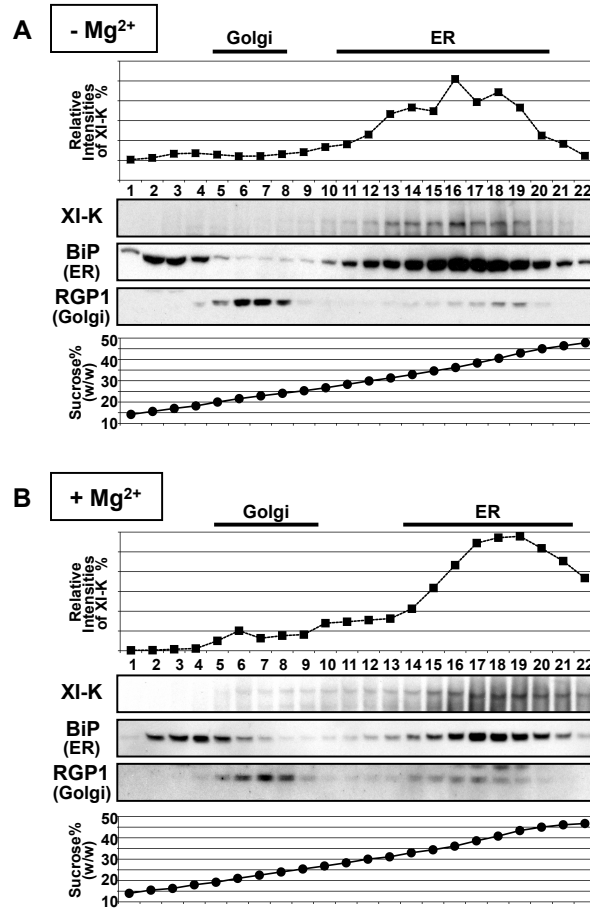 A
- Mg²⁺
Golgi
ER
Relative
Intensities
of XI-K %
1 2 3 4 5 6 7 8 9 10 11 12 13 14 15 16 17 18 19 20 21 22
XI-K
BiP
(ER)
RGP1
(Golgi)
Sucrose%
(w/w)
50
40
30
20
10
B
+ Mg²⁺
Golgi
ER
Relative
Intensities
of XI-K %
1 2 3 4 5 6 7 8 9 10 11 12 13 14 15 16 17 18 19 20 21 22
XI-K
BiP
(ER)
RGP1
(Golgi)
Sucrose%
(w/w)
50
40
30
20
10